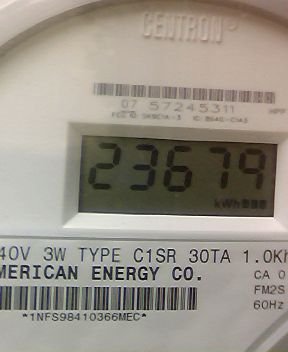 CENTRON
07 57245311
23679
kWh
40V 3W TYPE C1SR 30TA 1.0Kh
MERICAN ENERGY CO.
CA 0
FM2S
60Hz
*1NFS98410366MEC*